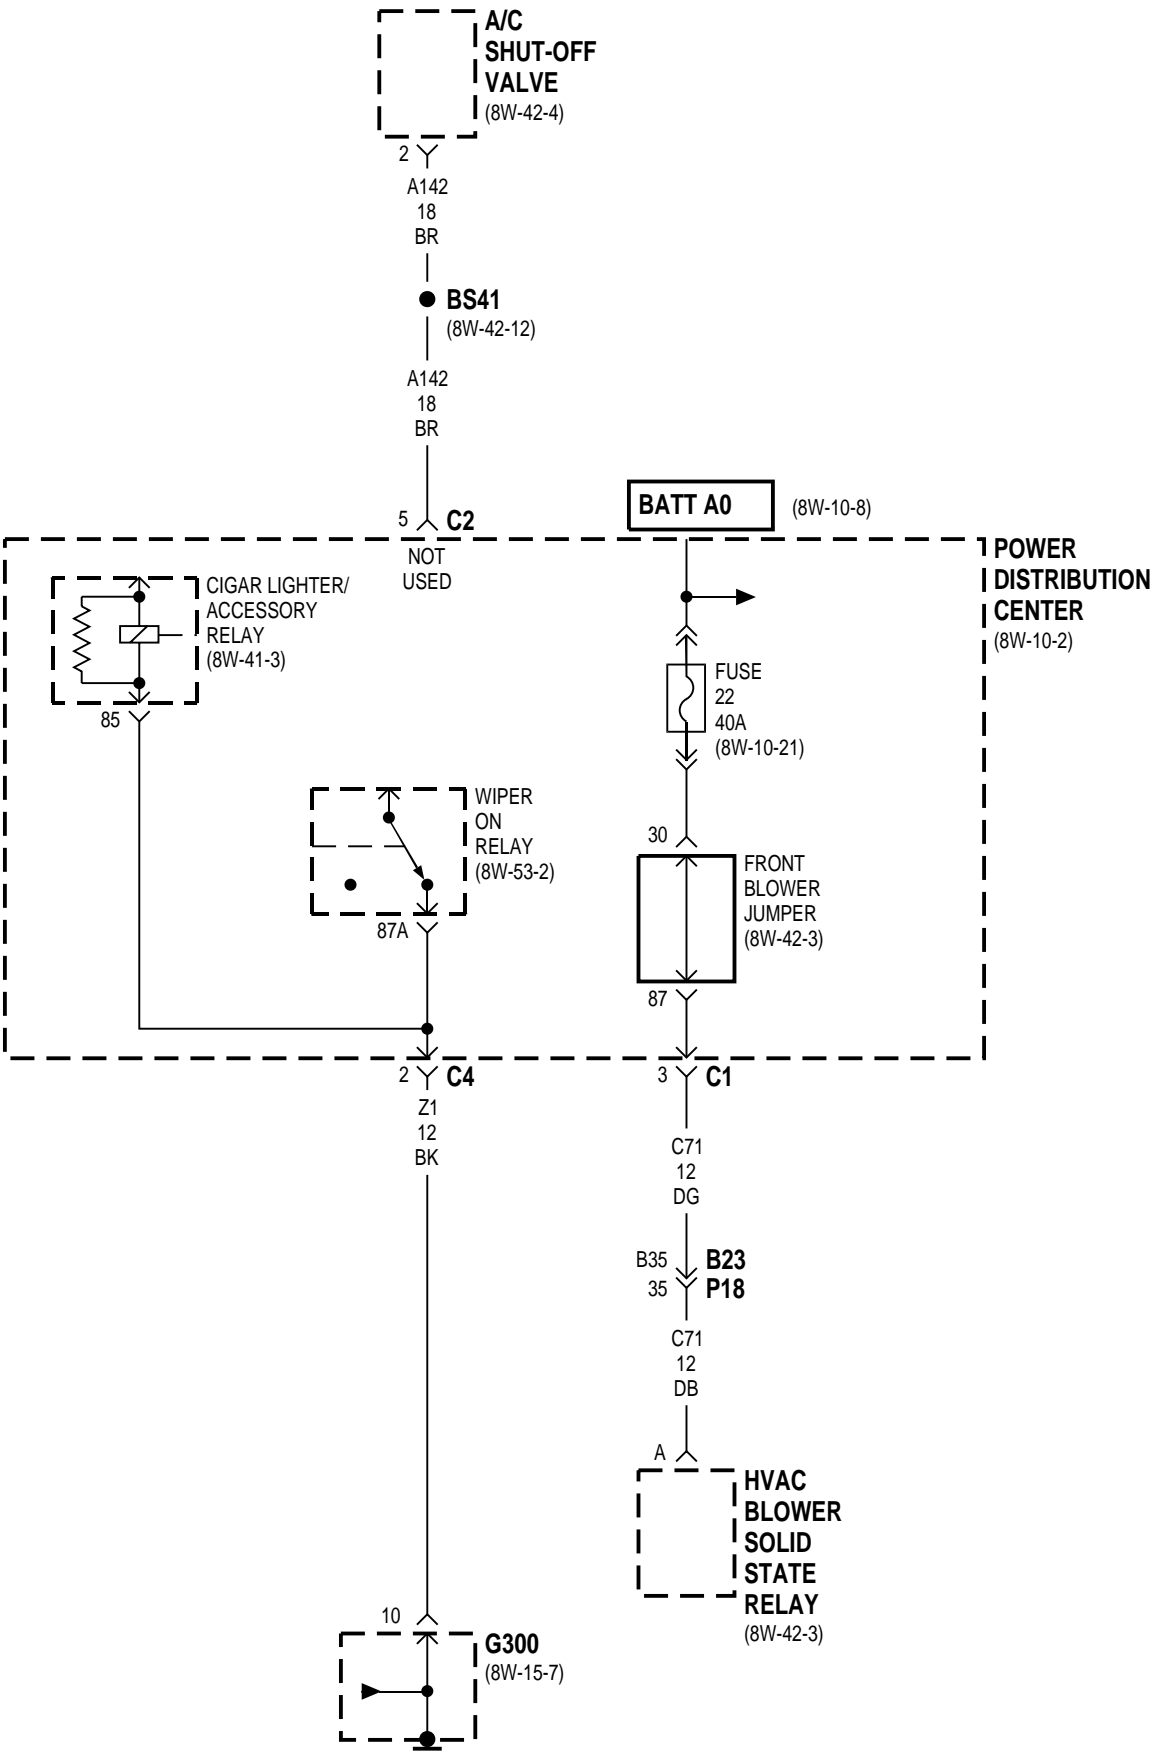 A/C
SHUT-OFF
VALVE
(8W-42-4)
2
A142
18
BR
BS41
(8W-42-12)
A142
18
BR
5 C2
NOT
USED
BATT A0 (8W-10-8)
POWER
DISTRIBUTION
CENTER
(8W-10-2)
CIGAR LIGHTER/
ACCESSORY
RELAY
(8W-41-3)
85
FUSE
22
40A
(8W-10-21)
WIPER
ON
RELAY
(8W-53-2)
87A
30
FRONT
BLOWER
JUMPER
(8W-42-3)
87
2 C4
Z1
12
BK
3 C1
C71
12
DG
B35 B23
35 P18
C71
12
DB
A
HVAC
BLOWER
SOLID
STATE
RELAY
(8W-42-3)
10
G300
(8W-15-7)